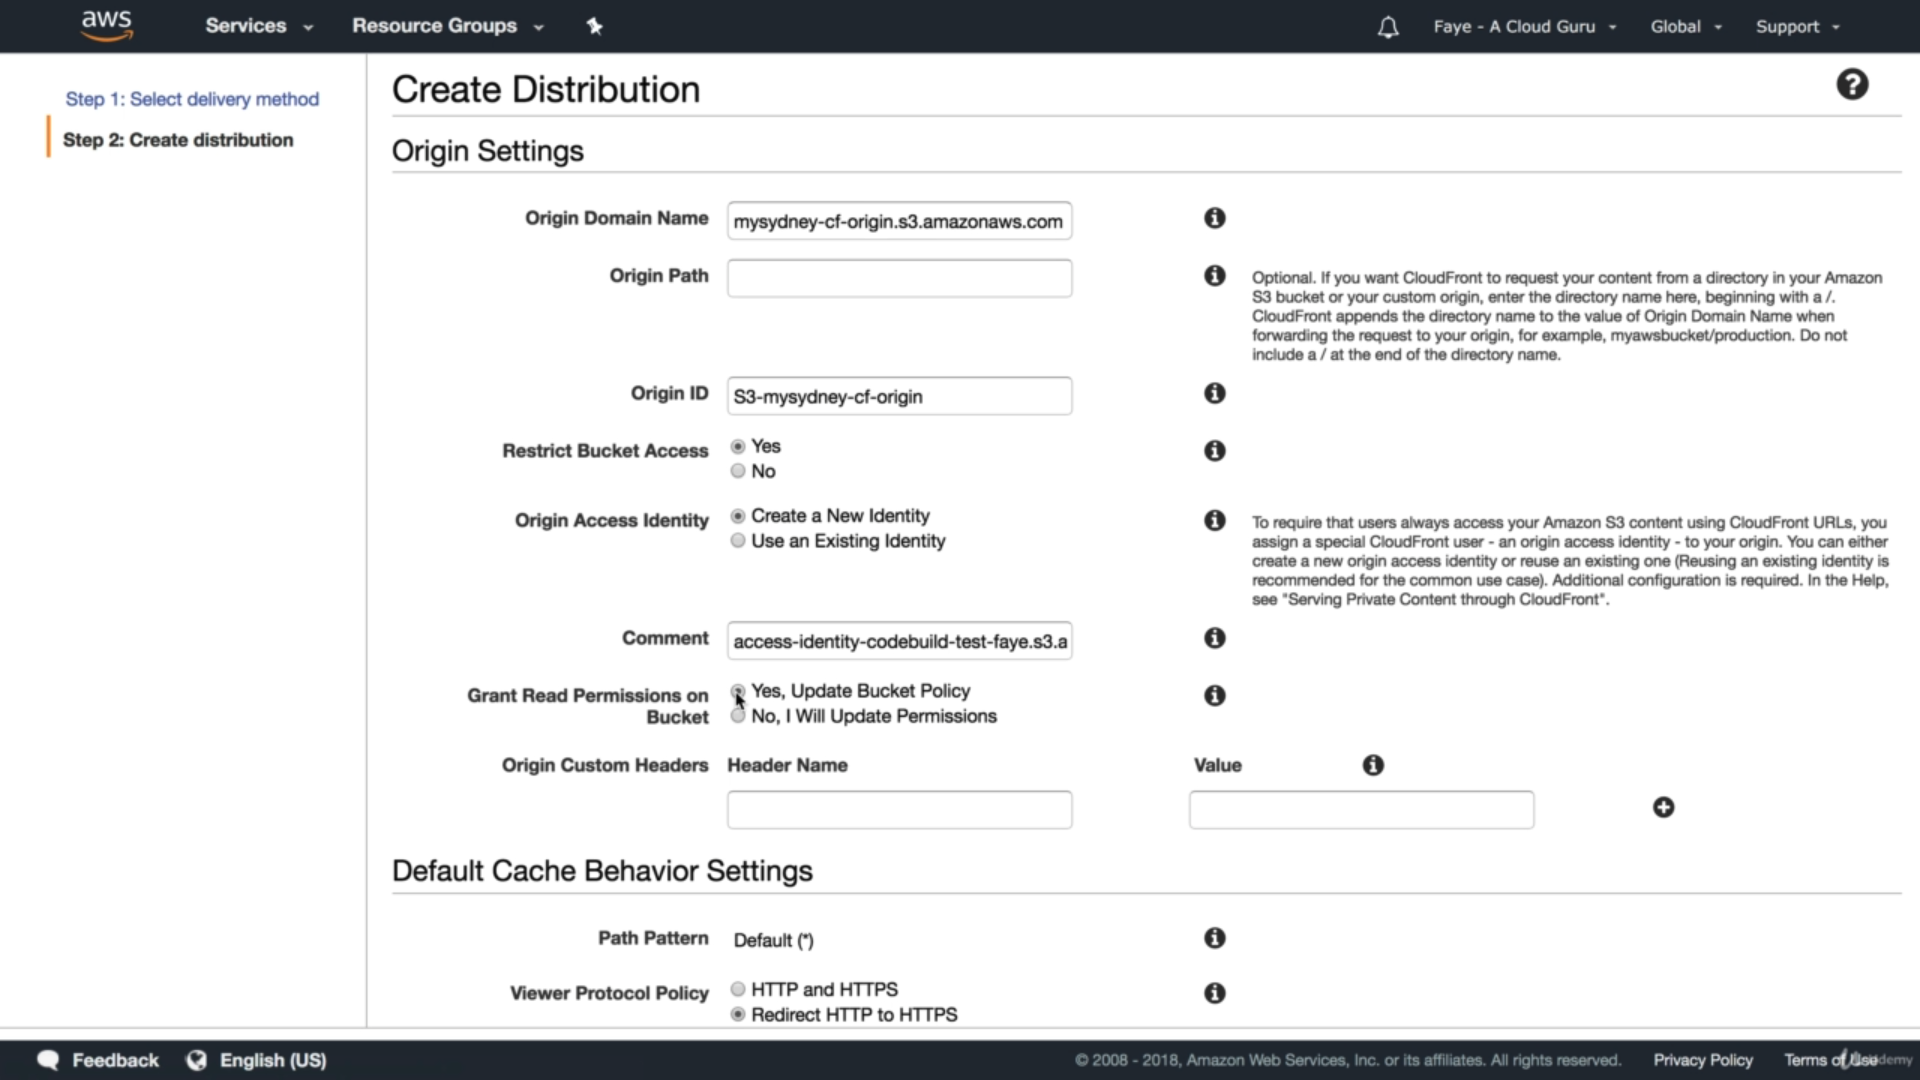 aws Services Resource Groups Faye - A Cloud Guru Global Support
Step 1: Select delivery method
Step 2: Create distribution
Create Distribution
?
Origin Settings
Origin Domain Name mysydney-cf-origin.s3.amazonaws.com
Origin Path
Optional. If you want CloudFront to request your content from a directory in your Amazon
S3 bucket or your custom origin, enter the directory name here, beginning with a /.
CloudFront appends the directory name to the value of Origin Domain Name when
forwarding the request to your origin, for example, myawsbucket/production. Do not
include a / at the end of the directory name.
Origin ID S3-mysydney-cf-origin
Restrict Bucket Access Yes
No
Origin Access Identity Create a New Identity
Use an Existing Identity
To require that users always access your Amazon S3 content using CloudFront URLs, you
assign a special CloudFront user - an origin access identity - to your origin. You can either
create a new origin access identity or reuse an existing one (Reusing an existing identity is
recommended for the common use case). Additional configuration is required. In the Help,
see "Serving Private Content through CloudFront".
Comment access-identity-codebuild-test-faye.s3.a
Grant Read Permissions on
Bucket
Yes, Update Bucket Policy
No, I Will Update Permissions
Origin Custom Headers Header Name Value
Default Cache Behavior Settings
Path Pattern Default (*)
Viewer Protocol Policy HTTP and HTTPS
Redirect HTTP to HTTPS
Feedback English (US) © 2008 - 2018, Amazon Web Services, Inc. or its affiliates. All rights reserved. Privacy Policy Terms of Use